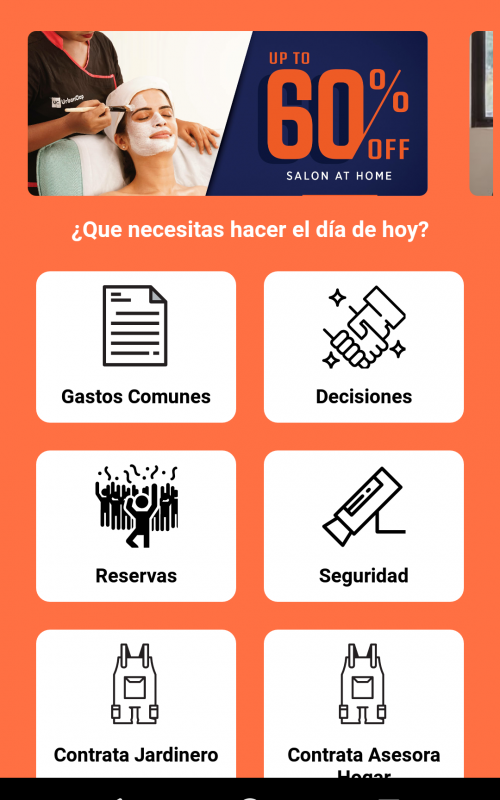 UrbanClap
UP TO
60%
OFF
SALON AT HOME
¿Que necesitas hacer el día de hoy?
Gastos Comunes
Decisiones
Reservas
Seguridad
Contrata Jardinero
Contrata Asesora
Hogar